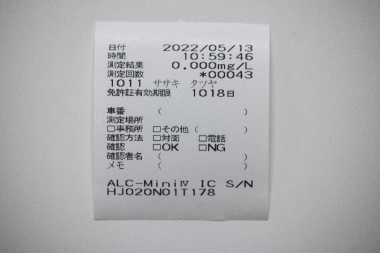 日付 2022/05/13
時間 10:59:46
測定結果 0.000mg/L
測定回数 *00043
1011 ササキ タツヤ
免許証有効期限 1018日
車番 (
測定場所
□事務所 □その他( )
確認方法 □対面 □電話
確認 □OK □NG
確認者名( )
メモ ( )
ALC-MiniⅣ IC S/N
HJ020N01T178